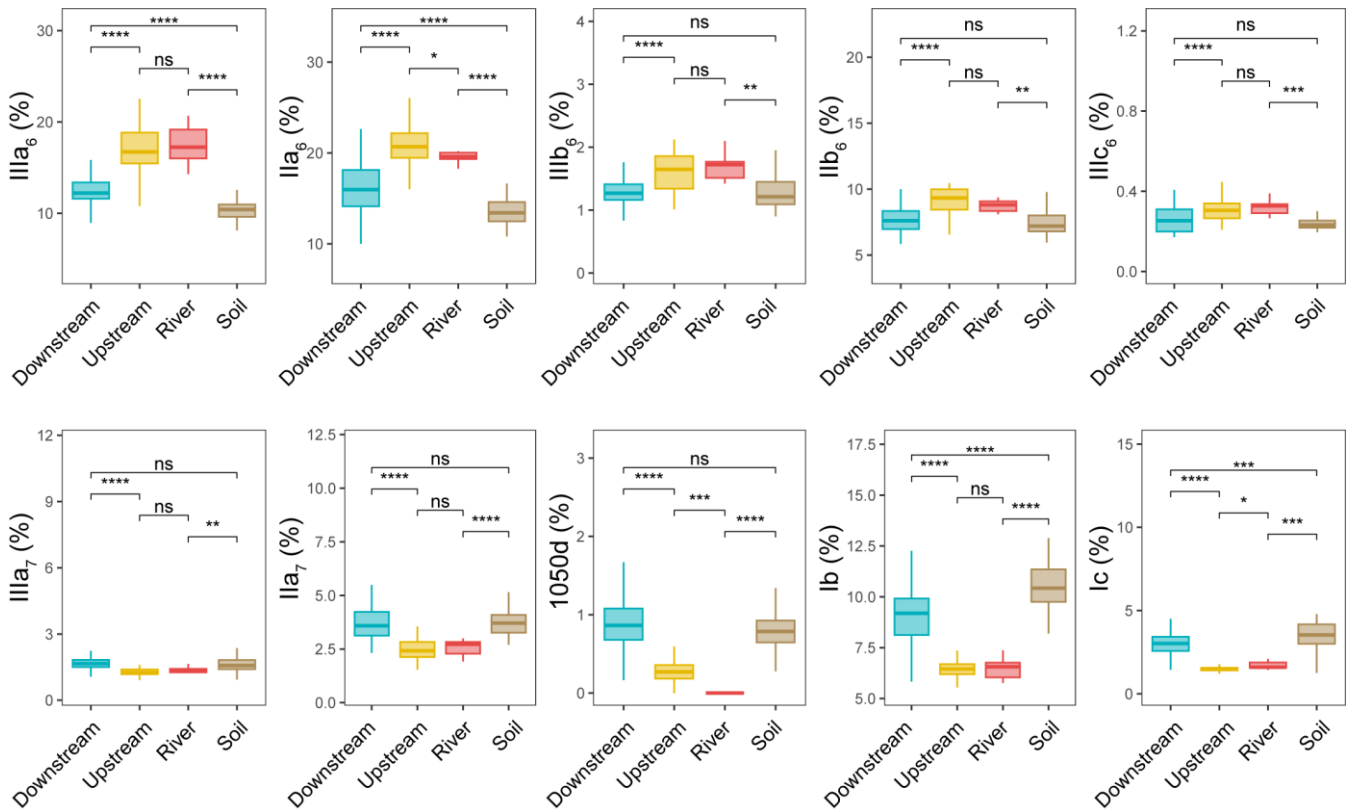 IIIa6 (%)
30
20
10
****
****
ns
****
Downstream
Upstream
River
Soil
IIa6 (%)
30
20
10
****
****
*
****
Downstream
Upstream
River
Soil
IIIb6 (%)
4
3
2
1
0
ns
****
ns
**
Downstream
Upstream
River
Soil
IIb6 (%)
20
15
10
5
ns
****
ns
**
Downstream
Upstream
River
Soil
IIIc6 (%)
1.2
0.8
0.4
0.0
ns
****
ns
***
Downstream
Upstream
River
Soil
IIIa7 (%)
12
9
6
3
0
ns
****
ns
**
Downstream
Upstream
River
Soil
IIa7 (%)
12.5
10.0
7.5
5.0
2.5
0.0
ns
****
ns
****
Downstream
Upstream
River
Soil
1050d (%)
3
2
1
0
ns
****
***
****
Downstream
Upstream
River
Soil
Ib (%)
17.5
15.0
12.5
10.0
7.5
5.0
****
****
ns
****
Downstream
Upstream
River
Soil
Ic (%)
15
10
5
0
***
****
*
***
Downstream
Upstream
River
Soil